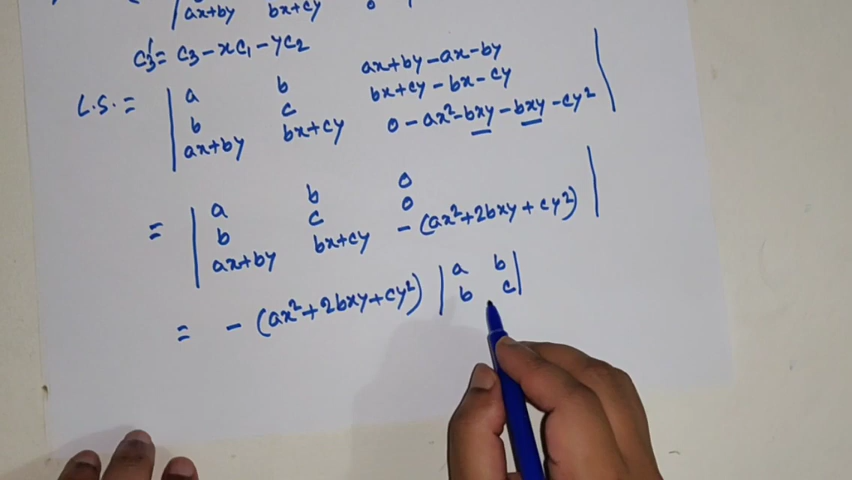 ax+by bx+cy 0
C₃' = C₃ - xC₁ - yC₂
L.S. = | a b ax+by-ax-by |
| b c bx+cy-bx-cy |
| ax+by bx+cy 0-ax²-bxy-bxy-cy² |
= | a b 0 |
| b c 0 |
| ax+by bx+cy -(ax²+2bxy+cy²) |
= -(ax²+2bxy+cy²) | a b |
| b c |